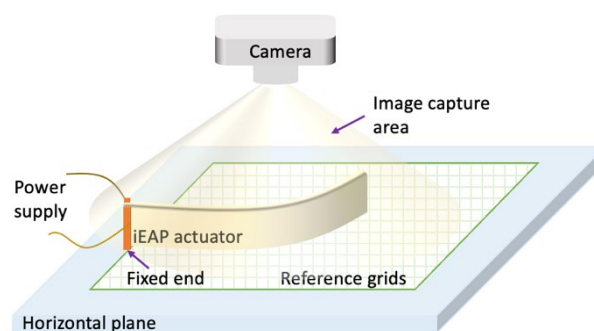 Camera
Image capture
area
Power
supply
iEAP actuator
Fixed end
Reference grids
Horizontal plane